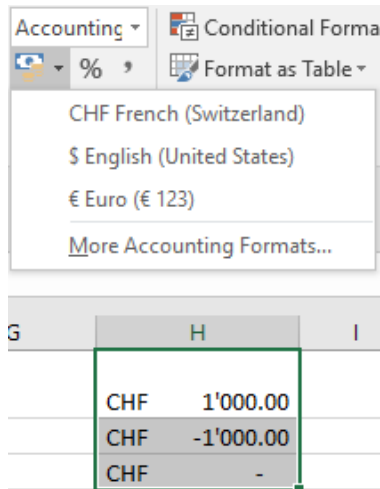 Accounting
Conditional Forma
% ,
Format as Table
CHF French (Switzerland)
$ English (United States)
€ Euro (€ 123)
More Accounting Formats...
G H I
CHF 1'000.00
CHF -1'000.00
CHF -